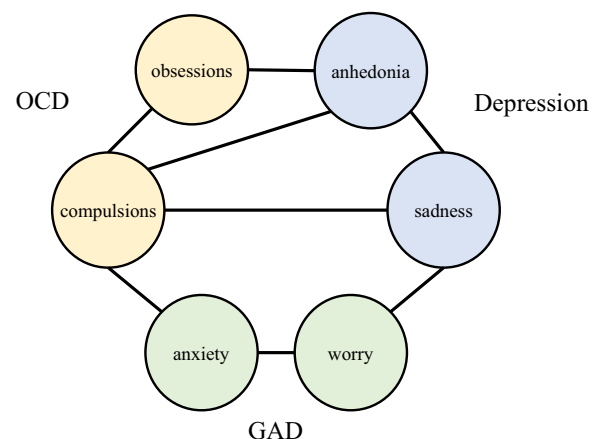 obsessions
anhedonia
OCD
Depression
compulsions
sadness
anxiety
worry
GAD